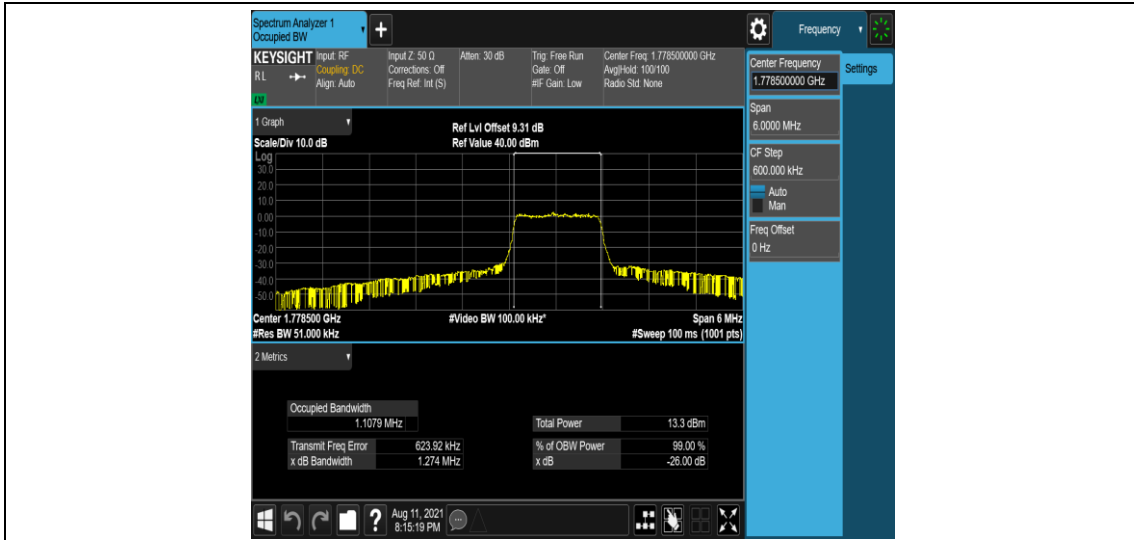 Spectrum Analyzer 1
Occupied BW
Frequency
KEYSIGHT
RL
Input: RF
Coupling: DC
Align: Auto
Input Z: 50 Ω
Corrections: Off
Freq Ref: Int (S)
Atten: 30 dB
Trig: Free Run
Gate: Off
#IF Gain: Low
Center Freq: 1.778500000 GHz
Avg|Hold: 100/100
Radio Std: None
Center Frequency
1.778500000 GHz
Settings
Span
6.0000 MHz
CF Step
600.000 kHz
Auto
Man
Freq Offset
0 Hz
1 Graph
Ref Lvl Offset 9.31 dB
Scale/Div 10.0 dB
Ref Value 40.00 dBm
Log
30.0
20.0
10.0
0.00
-10.0
-20.0
-30.0
-40.0
-50.0
Center 1.778500 GHz
#Video BW 100.00 kHz*
Span 6 MHz
#Res BW 51.000 kHz
#Sweep 100 ms (1001 pts)
2 Metrics
Occupied Bandwidth
1.1079 MHz
Total Power 13.3 dBm
Transmit Freq Error 623.92 kHz
% of OBW Power 99.00 %
x dB Bandwidth 1.274 MHz
x dB -26.00 dB
?
Aug 11, 2021
8:15:19 PM